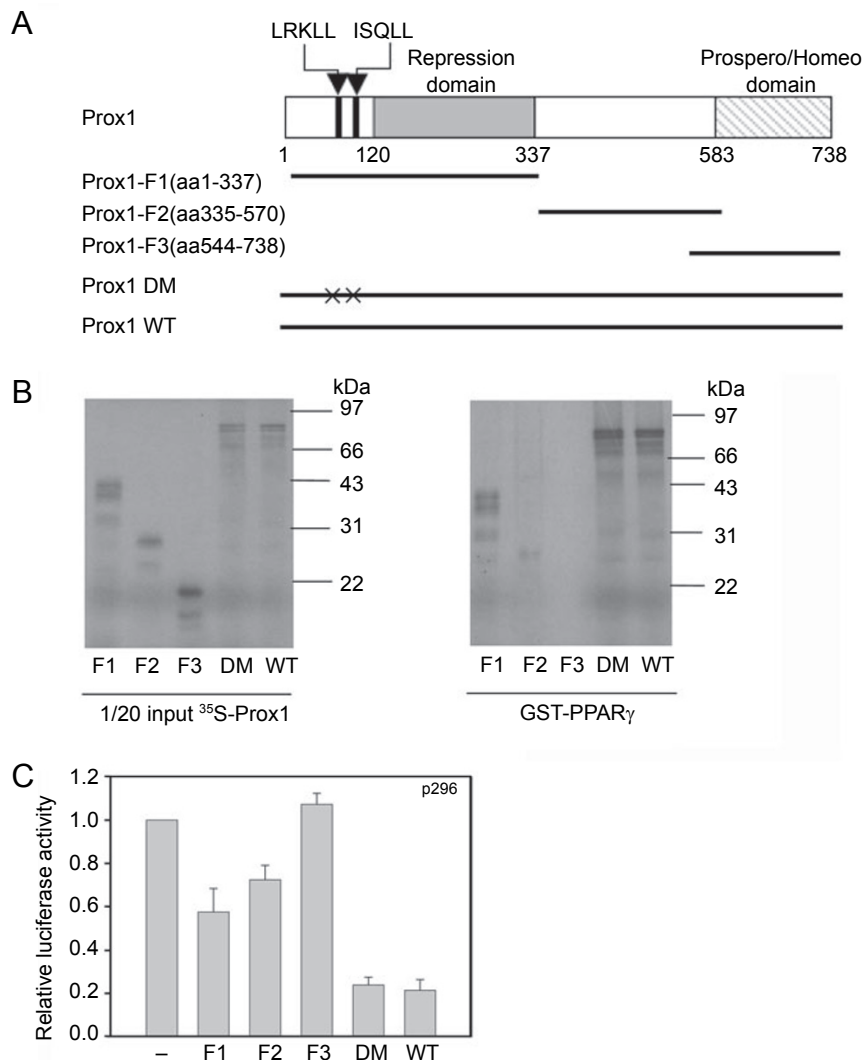 A
LRKLL ISQLL
Repression domain
Prospero/Homeo domain
Prox1
1 120 337 583 738
Prox1-F1(aa1-337)
Prox1-F2(aa335-570)
Prox1-F3(aa544-738)
Prox1 DM
Prox1 WT
B
kDa
97
66
43
31
22
F1 F2 F3 DM WT
1/20 input ³⁵S-Prox1
kDa
97
66
43
31
22
F1 F2 F3 DM WT
GST-PPARγ
C
Relative luciferase activity
1.2
1.0
0.8
0.6
0.4
0.2
0.0
p296
– F1 F2 F3 DM WT